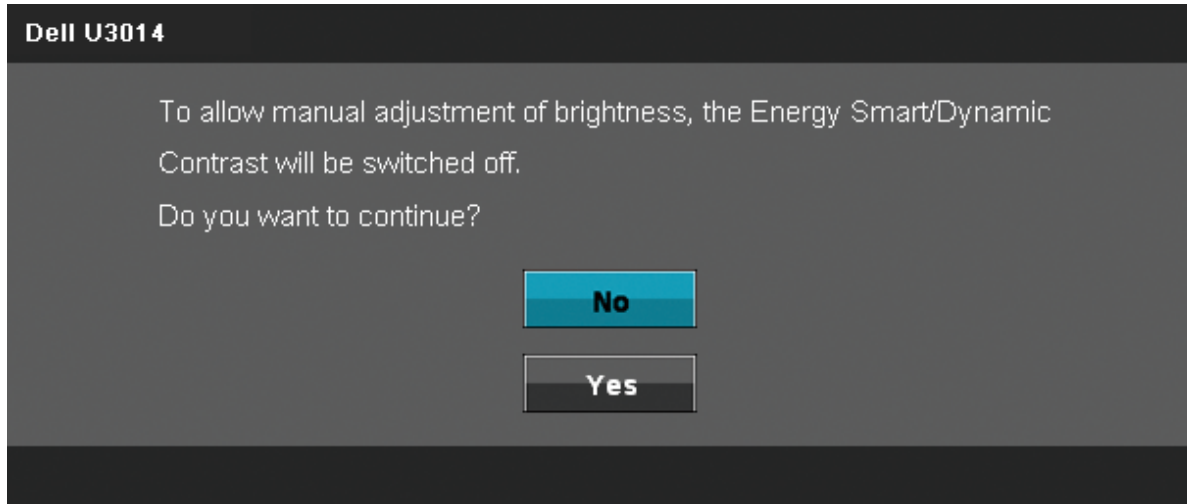 Dell U3014
To allow manual adjustment of brightness, the Energy Smart/Dynamic
Contrast will be switched off.
Do you want to continue?
No
Yes